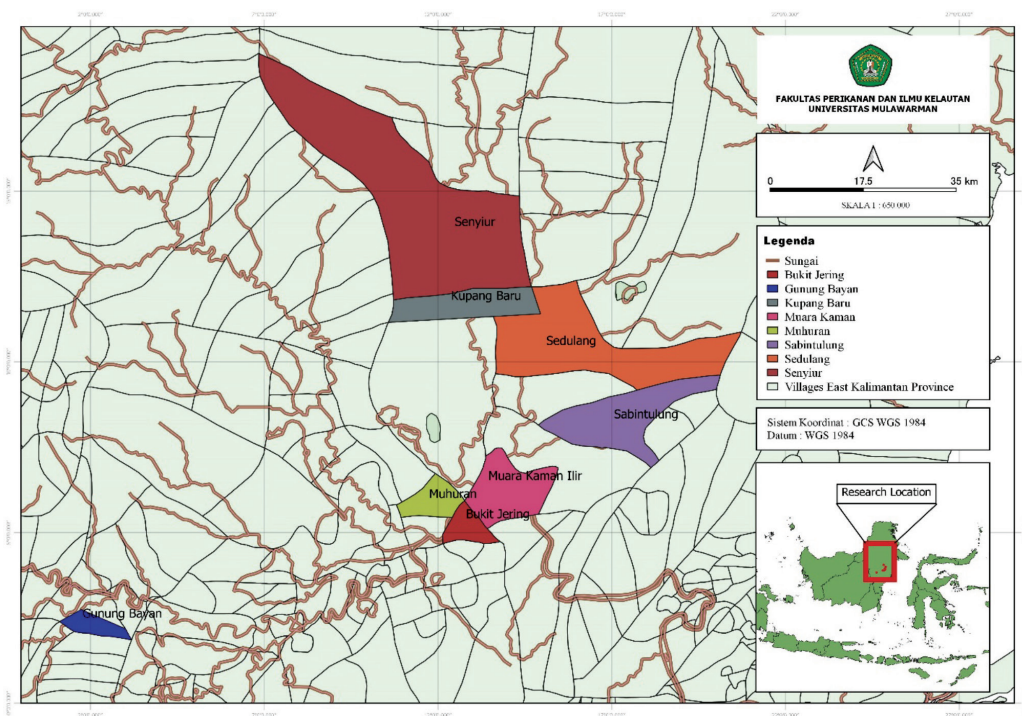 FAKULTAS PERIKANAN DAN ILMU KELAUTAN
UNIVERSITAS MULAWARMAN
0 17.5 35 km
SKALA 1 : 650 000
Legenda
Sungai
Bukit Jering
Gunung Bayan
Kupang Baru
Muara Kaman
Muhuran
Sabintulung
Sedulang
Senyiur
Villages East Kalimantan Province
Sistem Koordinat : GCS WGS 1984
Datum : WGS 1984
Research Location
Senyiur
Kupang Baru
Sedulang
Sabintulung
Muara Kaman Ilir
Muhuran
Bukit Jering
Gunung Bayan